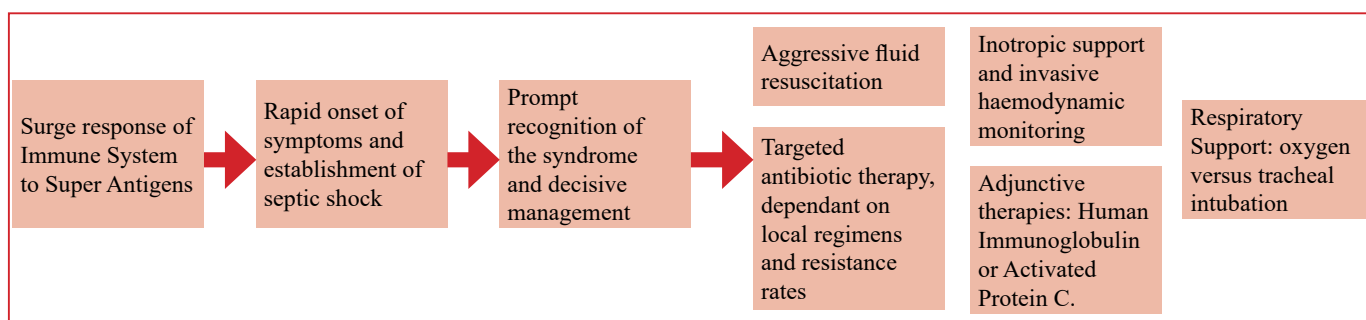 Surge response of
Immune System
to Super Antigens
Rapid onset of
symptoms and
establishment of
septic shock
Prompt
recognition of
the syndrome
and decisive
management
Aggressive fluid
resuscitation
Targeted
antibiotic therapy,
dependant on
local regimens
and resistance
rates
Inotropic support
and invasive
haemodynamic
monitoring
Adjunctive
therapies: Human
Immunoglobulin
or Activated
Protein C.
Respiratory
Support: oxygen
versus tracheal
intubation